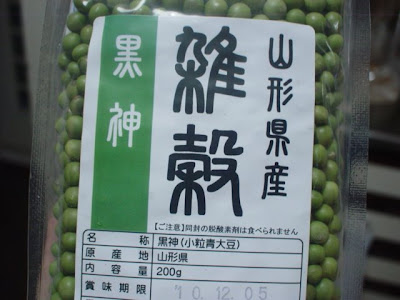 山形県産
雑穀
黒神
【ご注意】同封の脱酸素剤は食べられません
名称 黒神(小粒青大豆)
原産地 山形県
内容量 200g
賞味期限 10.12.05